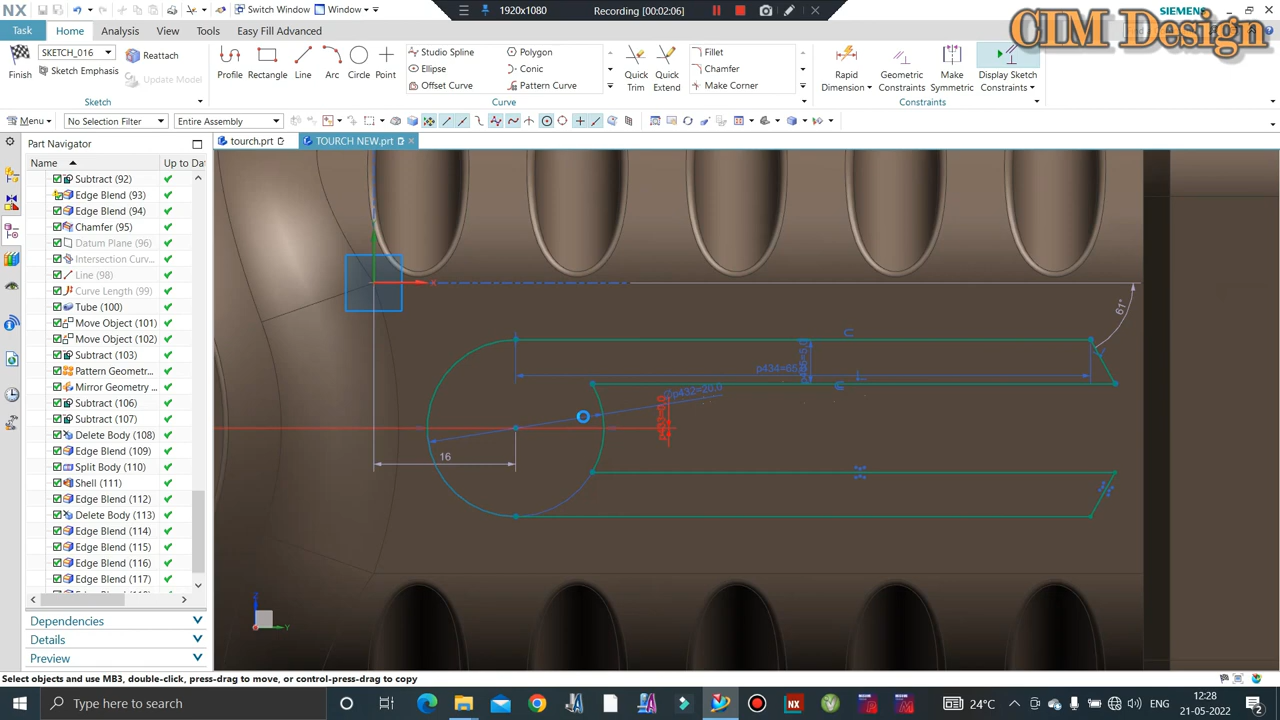 NX
Switch Window
Window
1920x1080
Recording [00:02:06]
SIEMENS
CIM Design
Task
Home
Analysis
View
Tools
Easy Fill Advanced
SKETCH_016
Reattach
Sketch Emphasis
Update Model
Finish
Sketch
Profile
Rectangle
Line
Arc
Circle
Point
Studio Spline
Polygon
Ellipse
Conic
Offset Curve
Pattern Curve
Curve
Quick Trim
Quick Extend
Fillet
Chamfer
Make Corner
Rapid Dimension
Geometric Constraints
Make Symmetric
Display Sketch Constraints
Constraints
Menu
No Selection Filter
Entire Assembly
Part Navigator
tourch.prt
TOURCH NEW.prt
Name
Up to Dat
Subtract (92)
Edge Blend (93)
Edge Blend (94)
Chamfer (95)
Datum Plane (96)
Intersection Curv...
Line (98)
Curve Length (99)
Tube (100)
Move Object (101)
Move Object (102)
Subtract (103)
Pattern Geometr...
Mirror Geometry ...
Subtract (106)
Subtract (107)
Delete Body (108)
Edge Blend (109)
Split Body (110)
Shell (111)
Edge Blend (112)
Delete Body (113)
Edge Blend (114)
Edge Blend (115)
Edge Blend (116)
Edge Blend (117)
Dependencies
Details
Preview
X
61°
p432=20,0
16
Z
Y
Select objects and use MB3, double-click, press-drag to move, or control-press-drag to copy
Type here to search
24°C
ENG
12:28
21-05-2022
2